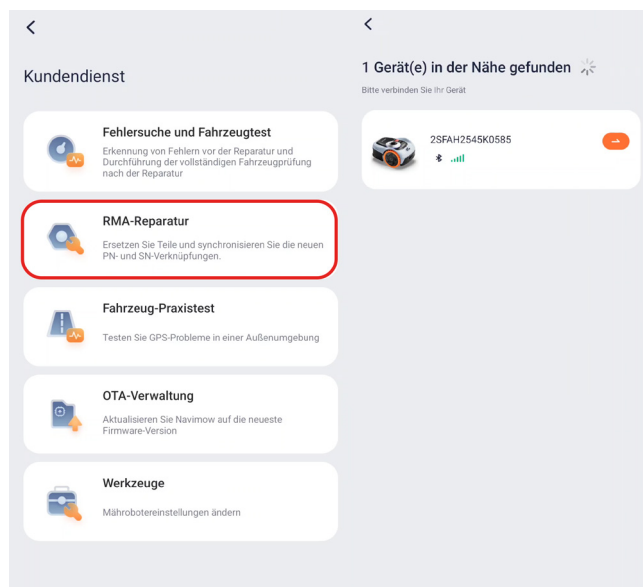 Kundendienst
Fehlersuche und Fahrzeugtest
Erkennung von Fehlern vor der Reparatur und
Durchführung der vollständigen Fahrzeugprüfung
nach der Reparatur
RMA-Reparatur
Ersetzen Sie Teile und synchronisieren Sie die neuen
PN- und SN-Verknüpfungen.
Fahrzeug-Praxistest
Testen Sie GPS-Probleme in einer Außenumgebung
OTA-Verwaltung
Aktualisieren Sie Navimow auf die neueste
Firmware-Version
Werkzeuge
Mährobotereinstellungen ändern
1 Gerät(e) in der Nähe gefunden
Bitte verbinden Sie Ihr Gerät
2SFAH2545K0585